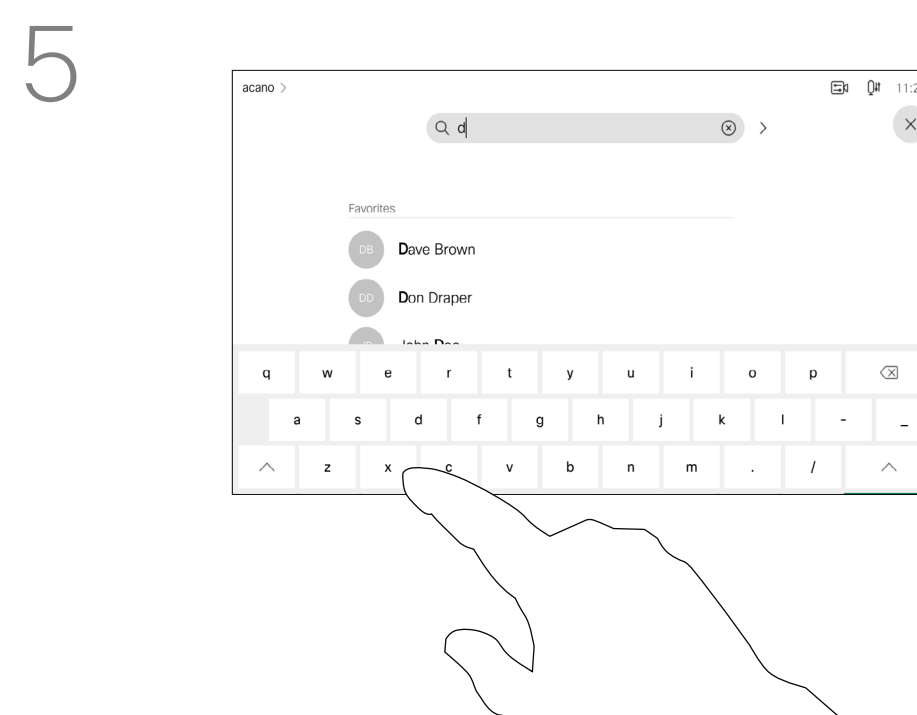 5
acano >
11:2
d
Favorites
DB Dave Brown
DD Don Draper
q w e r t y u i o p
a s d f g h j k l - _
z x c v b n m . /